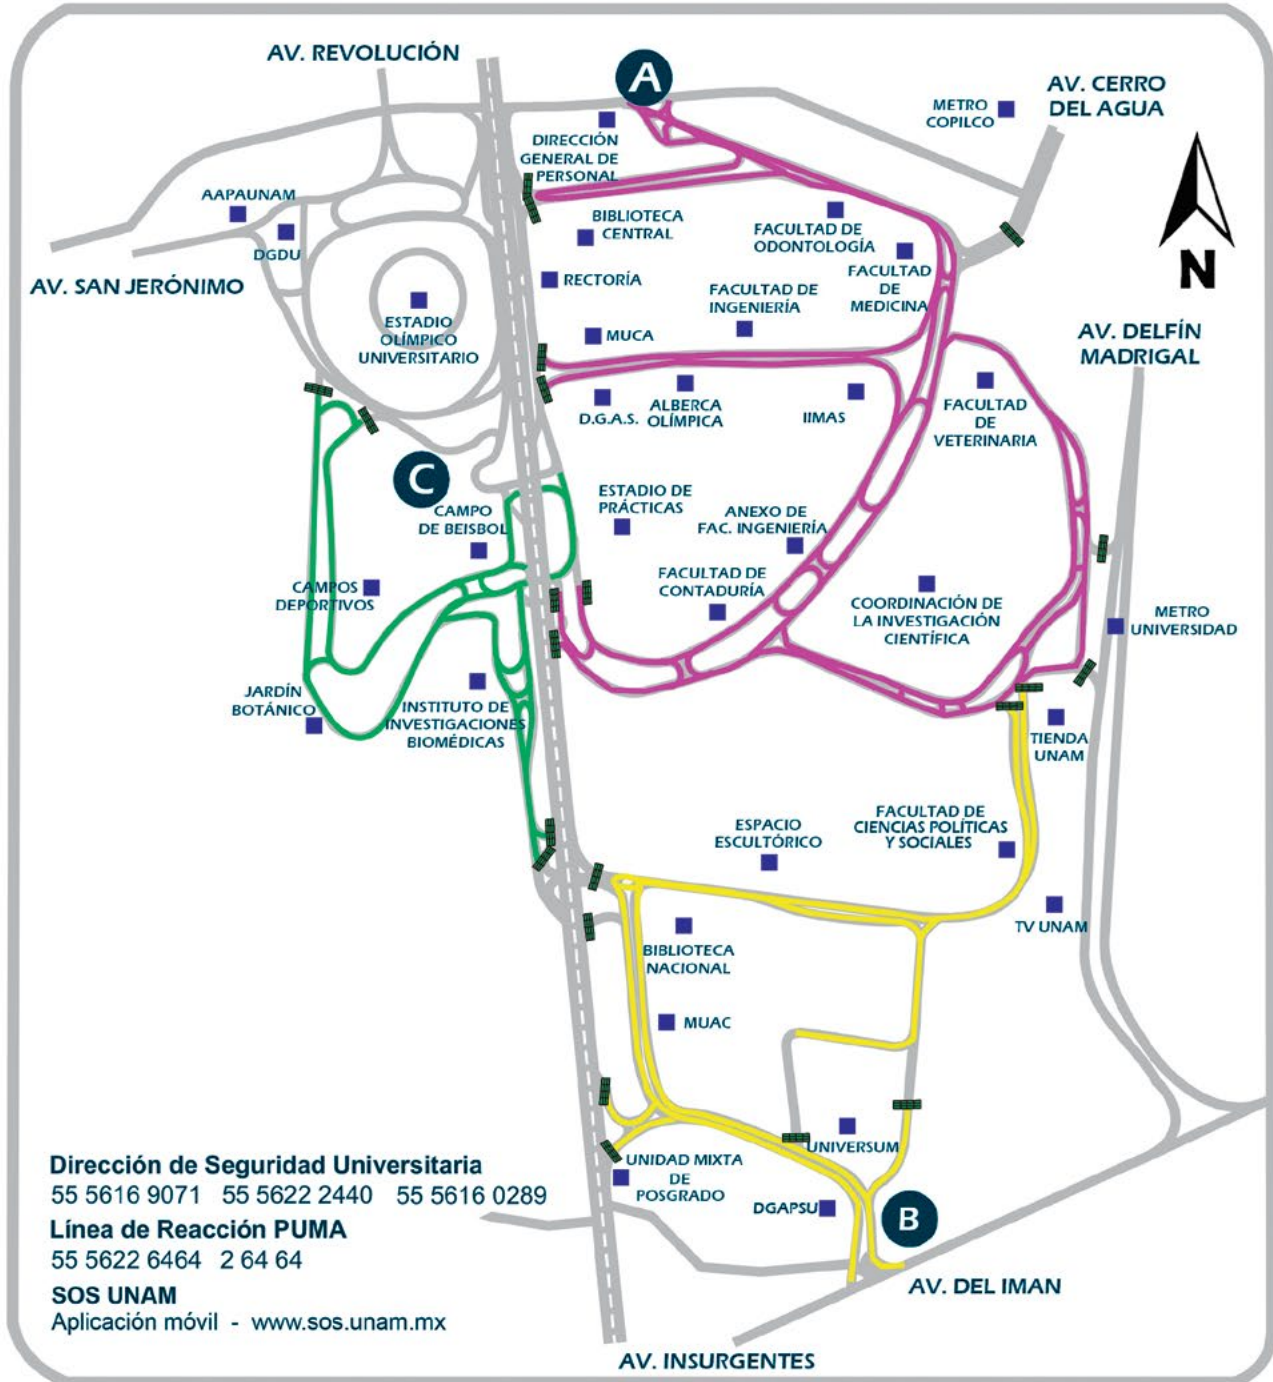 AV. REVOLUCIÓN
A
METRO
COPILCO
AV. CERRO
DEL AGUA
DIRECCIÓN
GENERAL DE
PERSONAL
AAPAUNAM
DGDU
BIBLIOTECA
CENTRAL
FACULTAD DE
ODONTOLOGÍA
FACULTAD
DE
MEDICINA
N
AV. SAN JERÓNIMO
RECTORÍA
FACULTAD DE
INGENIERÍA
ESTADIO
OLÍMPICO
UNIVERSITARIO
MUCA
AV. DELFÍN
MADRIGAL
D.G.A.S.
ALBERCA
OLÍMPICA
IIMAS
FACULTAD
DE
VETERINARIA
C
CAMPO
DE BEISBOL
ESTADIO DE
PRÁCTICAS
ANEXO DE
FAC. INGENIERÍA
CAMPOS
DEPORTIVOS
FACULTAD DE
CONTADURÍA
COORDINACIÓN DE
LA INVESTIGACIÓN
CIENTÍFICA
METRO
UNIVERSIDAD
JARDÍN
BOTÁNICO
INSTITUTO DE
INVESTIGACIONES
BIOMÉDICAS
TIENDA
UNAM
ESPACIO
ESCULTÓRICO
FACULTAD DE
CIENCIAS POLÍTICAS
Y SOCIALES
TV UNAM
BIBLIOTECA
NACIONAL
MUAC
UNIVERSUM
UNIDAD MIXTA
DE
POSGRADO
DGAPSU
B
AV. DEL IMAN
AV. INSURGENTES
Dirección de Seguridad Universitaria
55 5616 9071 55 5622 2440 55 5616 0289
Línea de Reacción PUMA
55 5622 6464 2 64 64
SOS UNAM
Aplicación móvil - www.sos.unam.mx